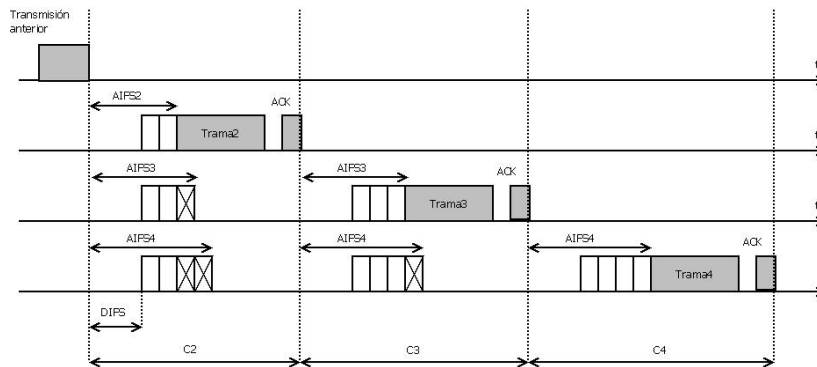 Transmisión
anterior
t
AIFS2
ACK
Trama2
t
AIFS3
AIFS3
ACK
Trama3
t
AIFS4
AIFS4
AIFS4
ACK
Trama4
t
DIFS
C2
C3
C4